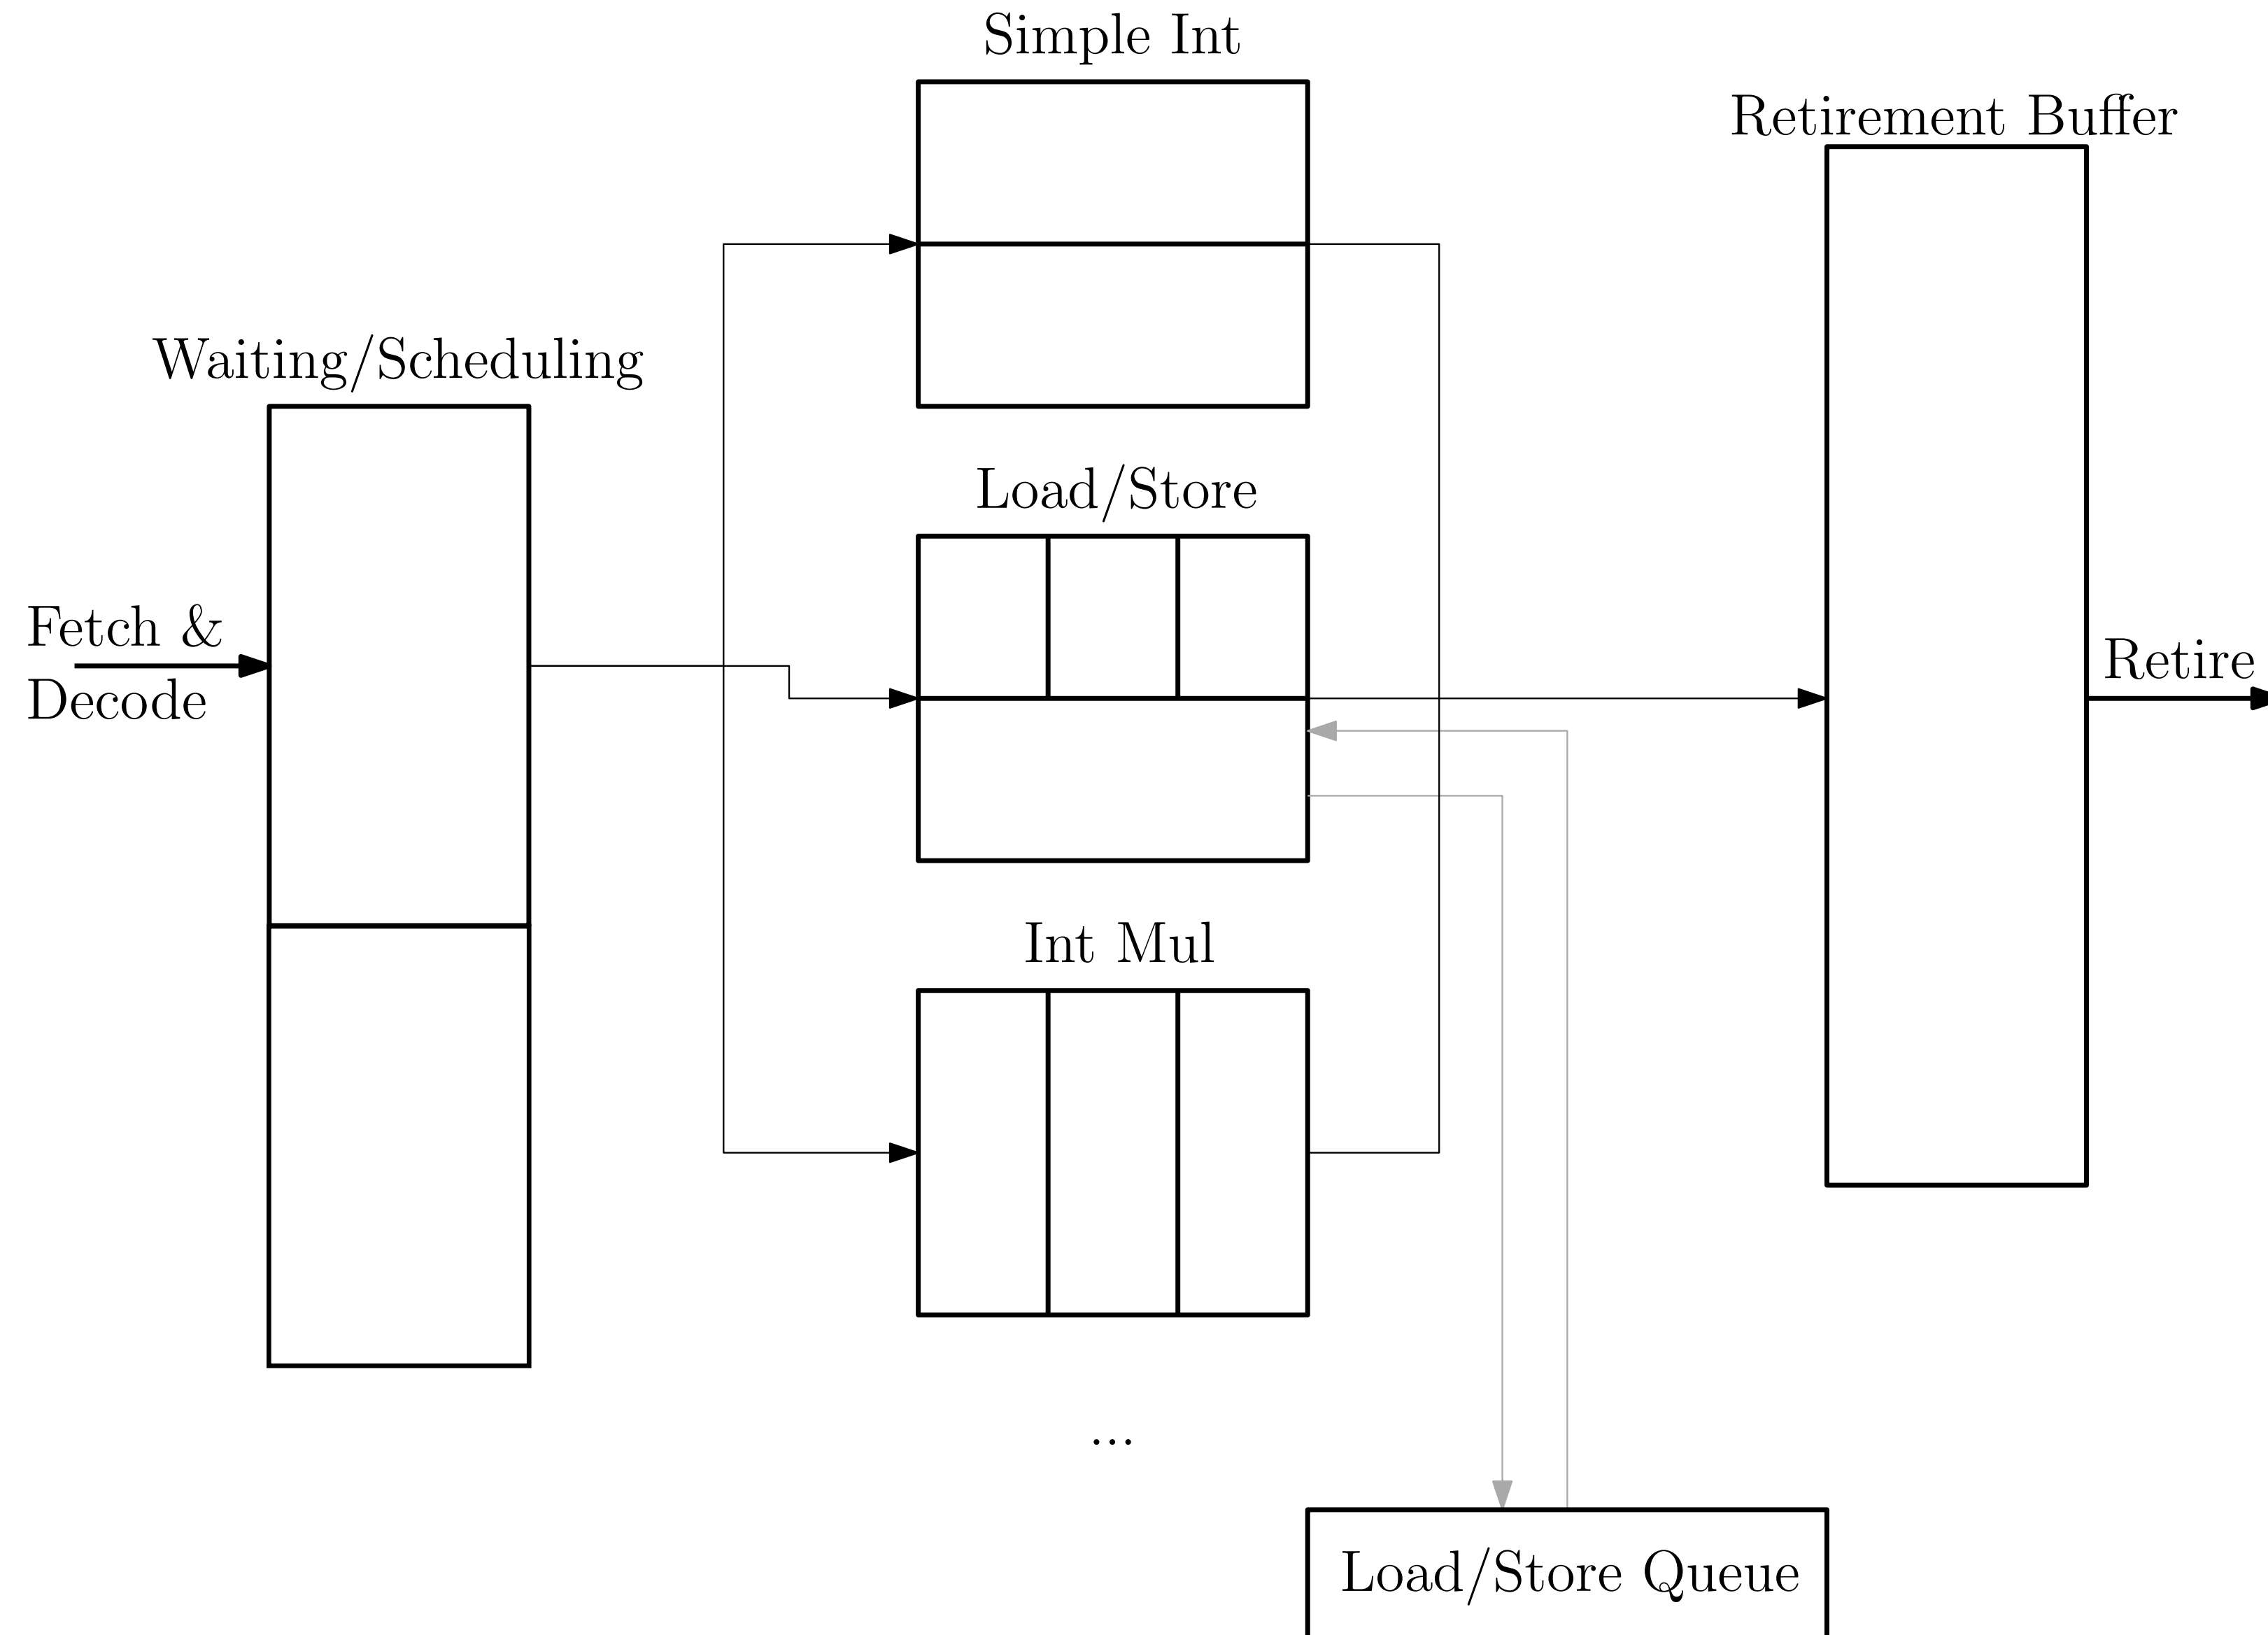 Simple Int
Retirement Buffer
Waiting/Scheduling
Load/Store
Fetch &
Decode
Retire
Int Mul
...
Load/Store Queue